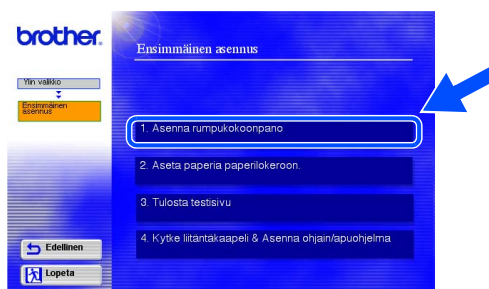 brother.
Ensimmäinen asennus
Ylin valikko
Ensimmäinen
asennus
1. Asenna rumpukokoonpano
2. Aseta paperia paperilokeroon.
3. Tulosta testisivu
4. Kytke liitäntäkaapeli & Asenna ohjain/apuohjelma
Edellinen
Lopeta